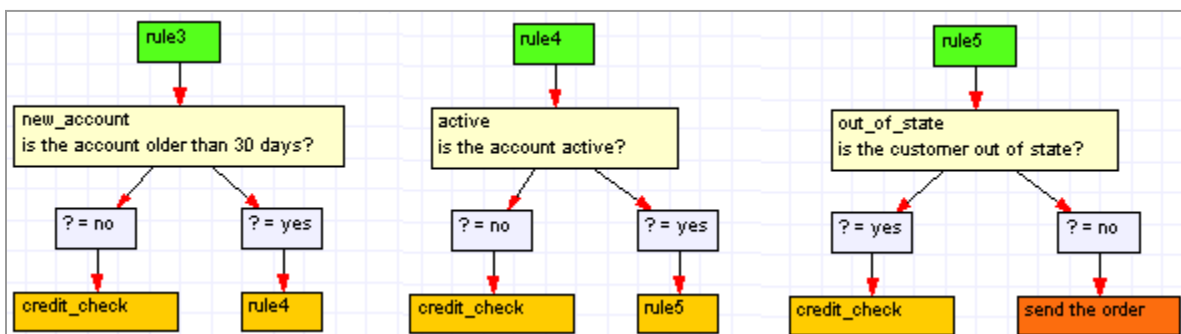 rule3
new_account
is the account older than 30 days?
? = no
? = yes
credit_check
rule4
rule4
active
is the account active?
? = no
? = yes
credit_check
rule5
rule5
out_of_state
is the customer out of state?
? = yes
? = no
credit_check
send the order